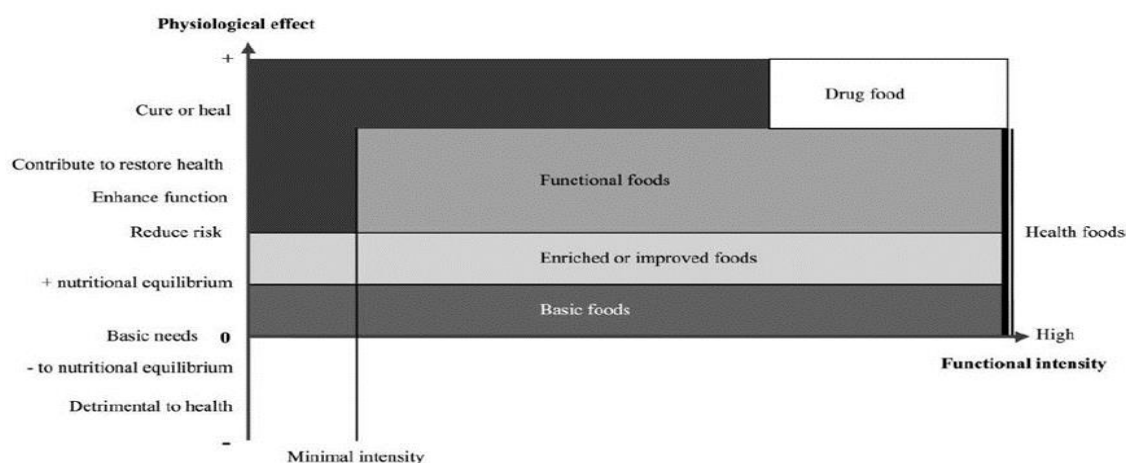 Physiological effect
+
Cure or heal
Drug food
Contribute to restore health
Enhance function
Functional foods
Reduce risk
Health foods
Enriched or improved foods
+ nutritional equilibrium
Basic foods
Basic needs 0
High
Functional intensity
- to nutritional equilibrium
Detrimental to health
-
Minimal intensity